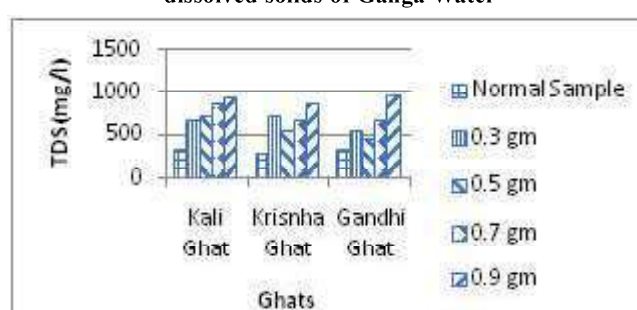 dissolved solids of Ganga Water
1500
1000
500
0
TDS(mg/l)
Kali Ghat
Krisnha Ghat
Gandhi Ghat
Ghats
Normal Sample
0.3 gm
0.5 gm
0.7 gm
0.9 gm